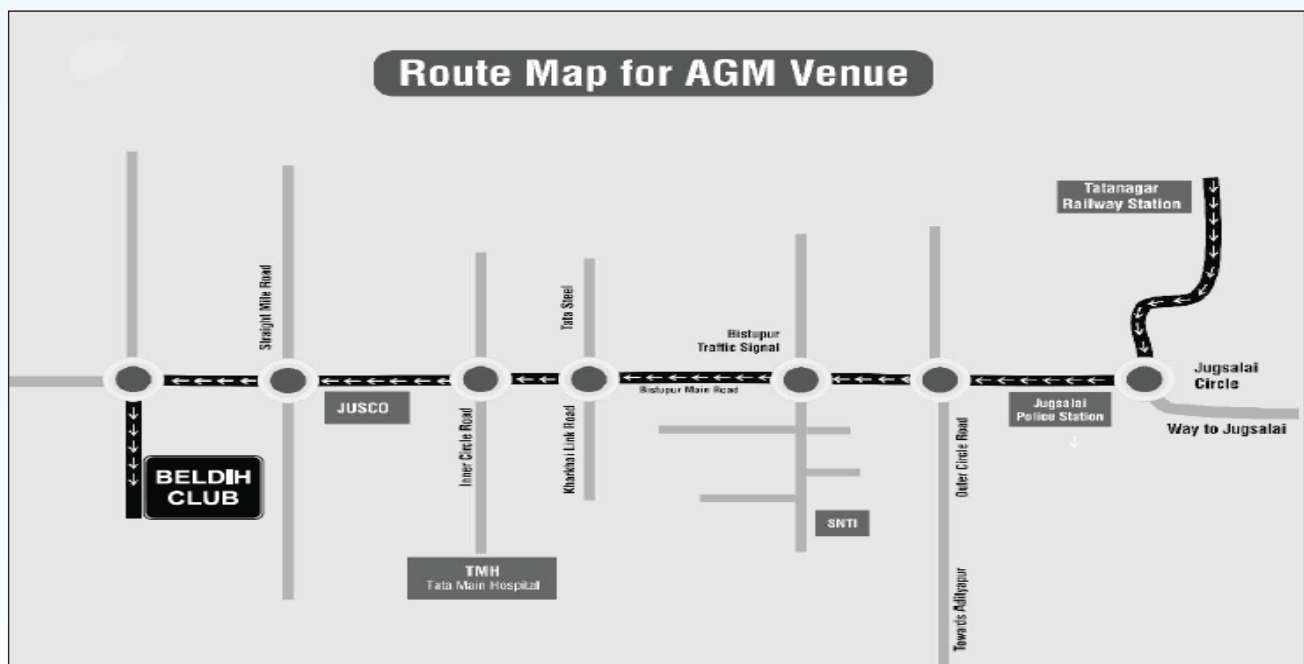 Route Map for AGM Venue
Tatanagar
Railway Station
Straight Mile Road
Tata Steel
Bistupur
Traffic Signal
Jugsalai
Circle
Bistupur Main Road
JUSCO
Jugsalai
Police Station
Way to Jugsalai
Inner Circle Road
Kharkhai Link Road
Outer Circle Road
BELDIH
CLUB
SNTI
TMH
Tata Main Hospital
Towards Adityapur